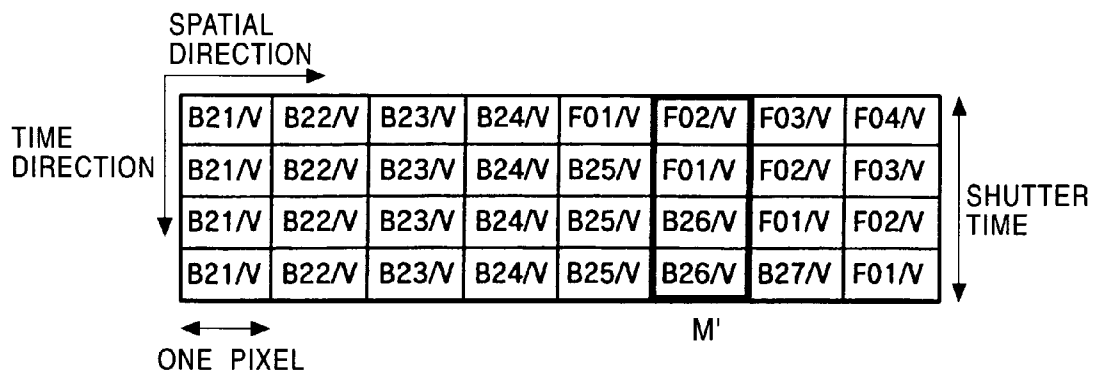 SPATIAL
DIRECTION
TIME
DIRECTION
B21/V B22/V B23/V B24/V F01/V F02/V F03/V F04/V
B21/V B22/V B23/V B24/V B25/V F01/V F02/V F03/V
B21/V B22/V B23/V B24/V B25/V B26/V F01/V F02/V
B21/V B22/V B23/V B24/V B25/V B26/V B27/V F01/V
SHUTTER
TIME
M'
ONE PIXEL